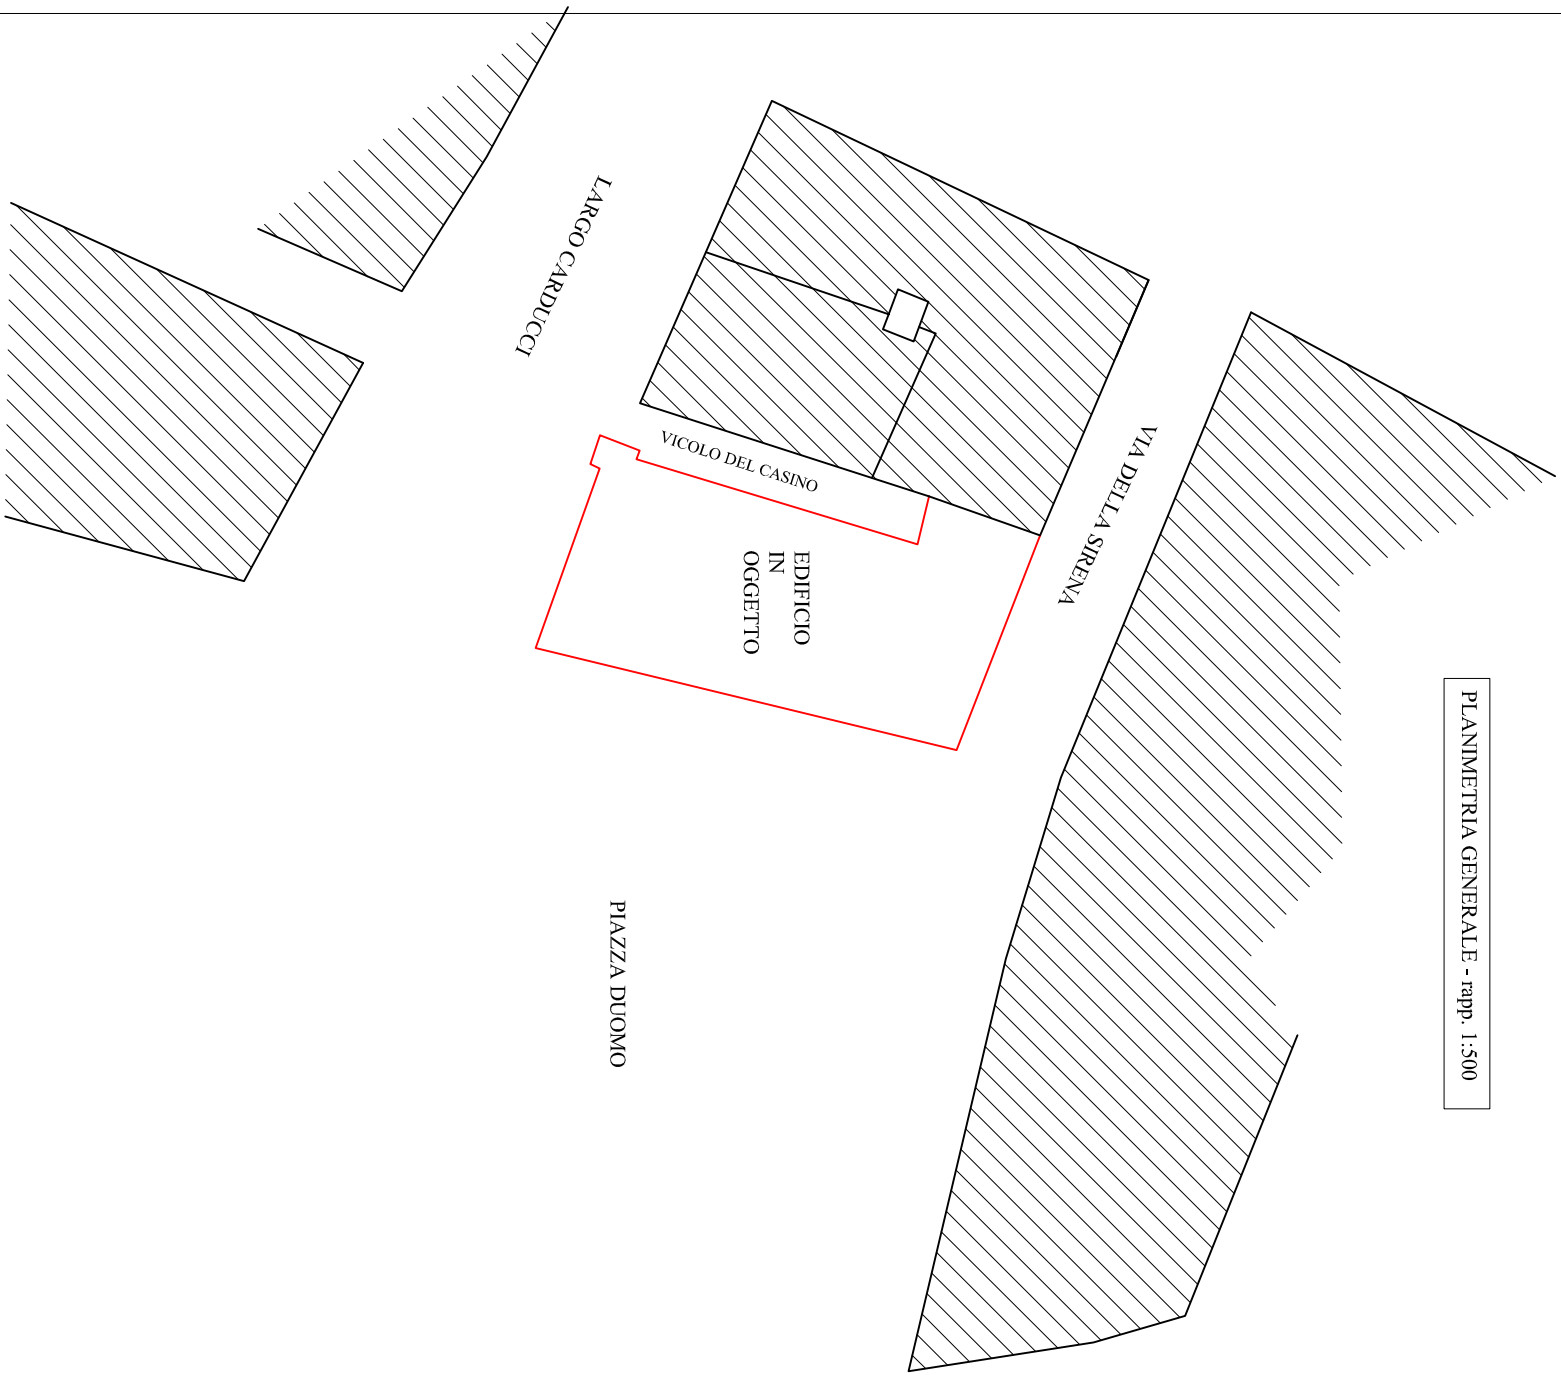 PLANIMETRIA GENERALE - rapp. 1:500
VIA DELLA SIRENA
EDIFICIO
IN
OGGETTO
VICOLO DEL CASINO
LARGO CARDUCCI
PIAZZA DUOMO